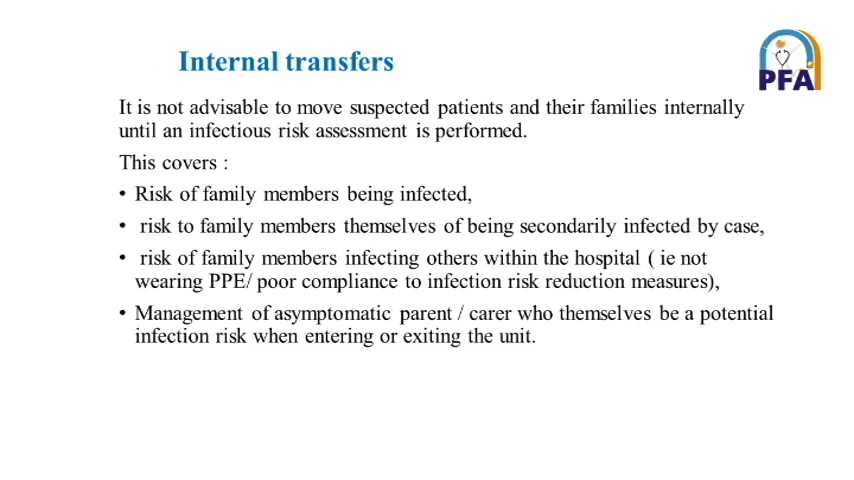 Internal transfers
PFA
It is not advisable to move suspected patients and their families internally
until an infectious risk assessment is performed.
This covers :
• Risk of family members being infected,
• risk to family members themselves of being secondarily infected by case,
• risk of family members infecting others within the hospital ( ie not
wearing PPE/ poor compliance to infection risk reduction measures),
• Management of asymptomatic parent / carer who themselves be a potential
infection risk when entering or exiting the unit.